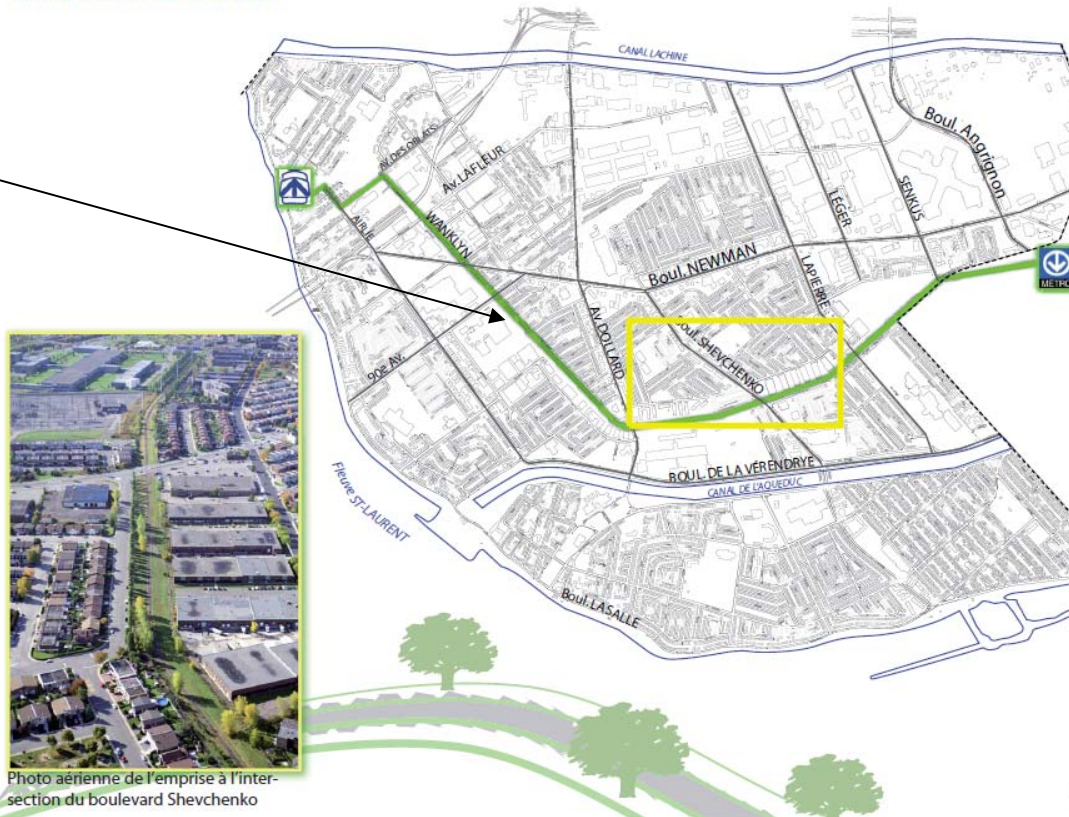 CANAL LACHINE
Boul. Angrignon
AV. DES OBLATS
Av. LAFLEUR
SENKUS
LÉGER
AIRLIE
WANKLYN
Boul. NEWMAN
LAPIERRE
MÉTRO
Av. DOLLARD
Boul. SHEVCHENKO
90e Av.
BOUL. DE LA VÉRENDRYE
CANAL DE L'AQUEDUC
Fleuve ST-LAURENT
Boul. LASALLE
Photo aérienne de l'emprise à l'inter-
section du boulevard Shevchenko